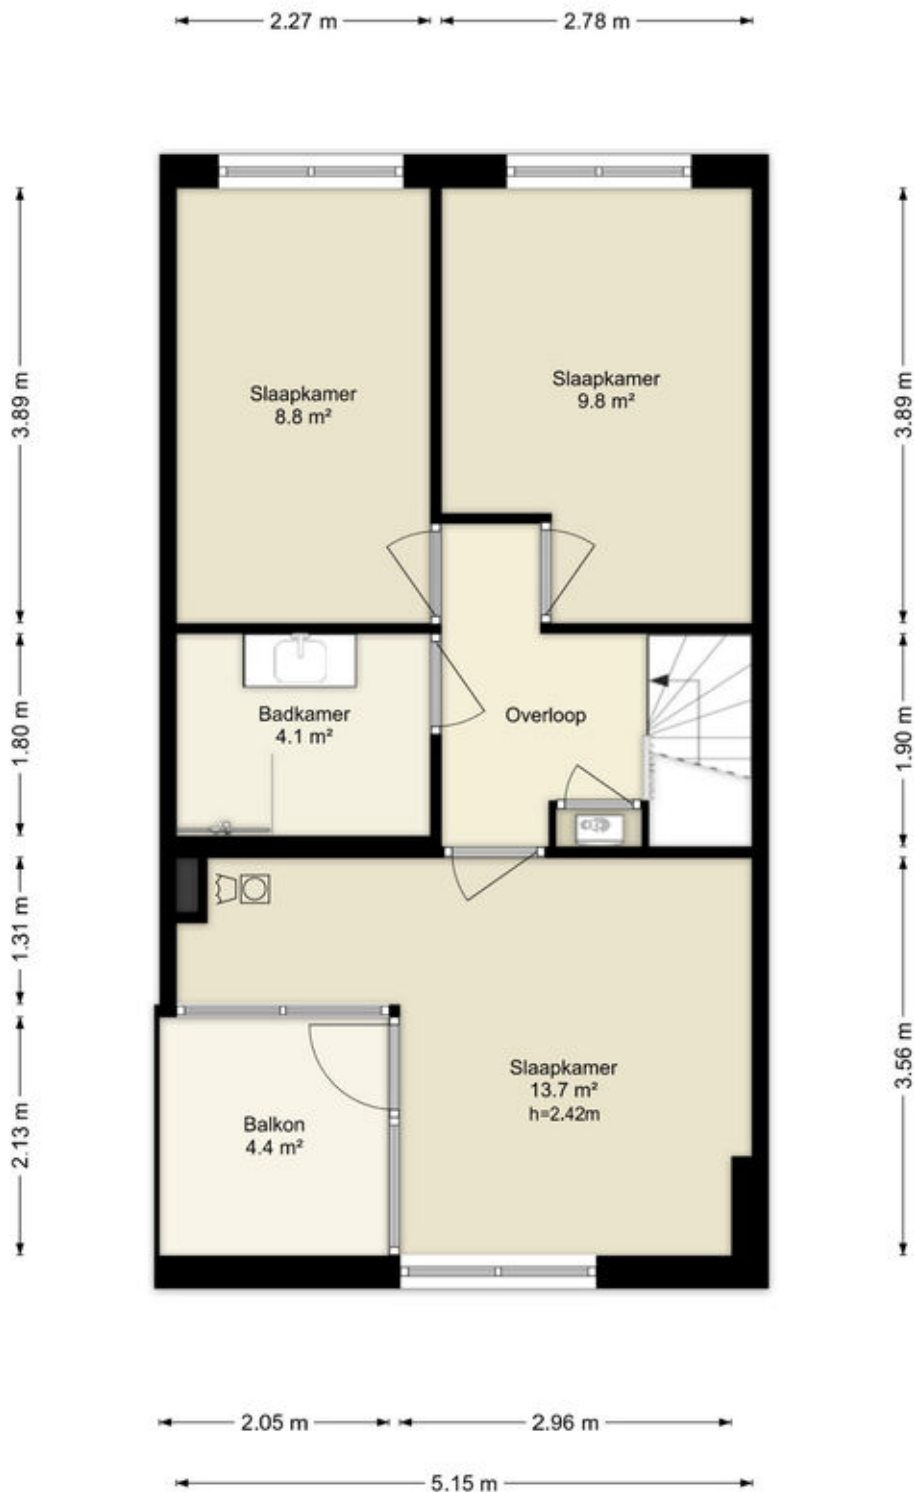 2.27 m
2.78 m
3.89 m
3.89 m
Slaapkamer
8.8 m²
Slaapkamer
9.8 m²
1.80 m
1.90 m
Badkamer
4.1 m²
Overloop
1.31 m
3.56 m
2.13 m
Slaapkamer
13.7 m²
h=2.42m
Balkon
4.4 m²
2.05 m
2.96 m
5.15 m